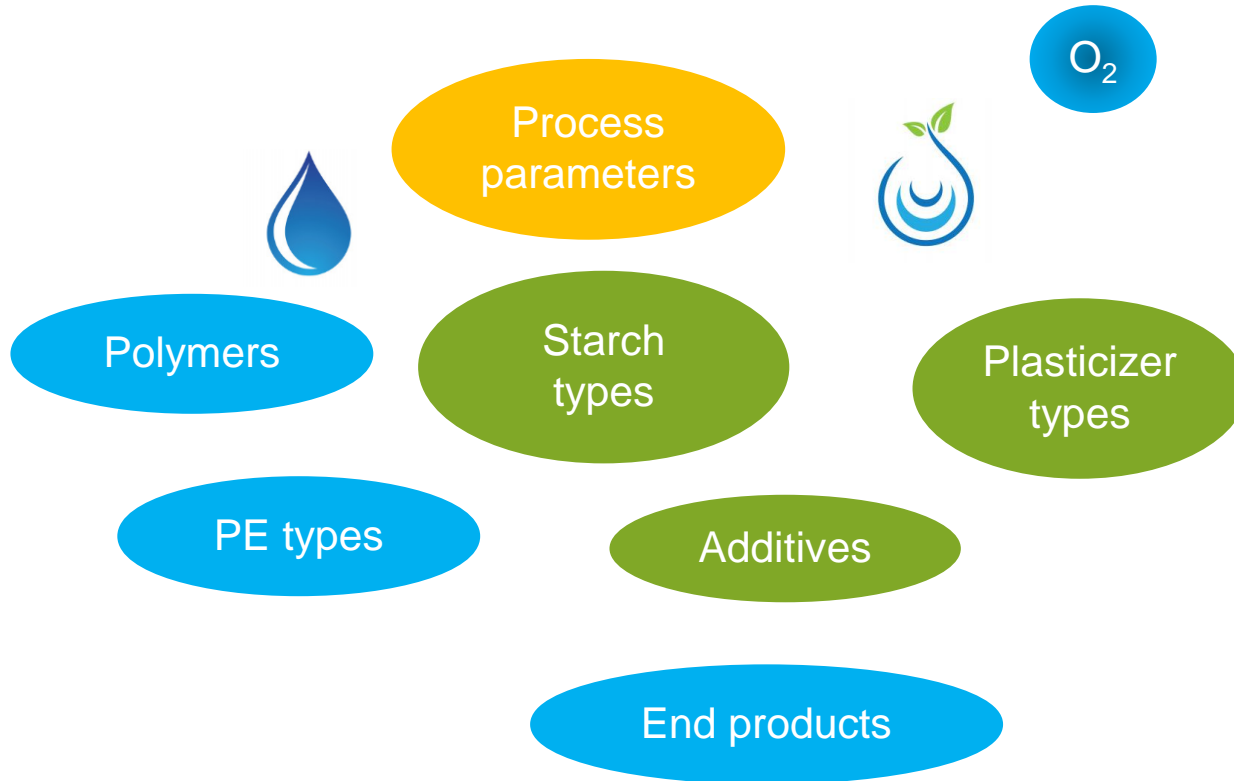 O₂
Process
parameters
Polymers
Starch
types
Plasticizer
types
PE types
Additives
End products